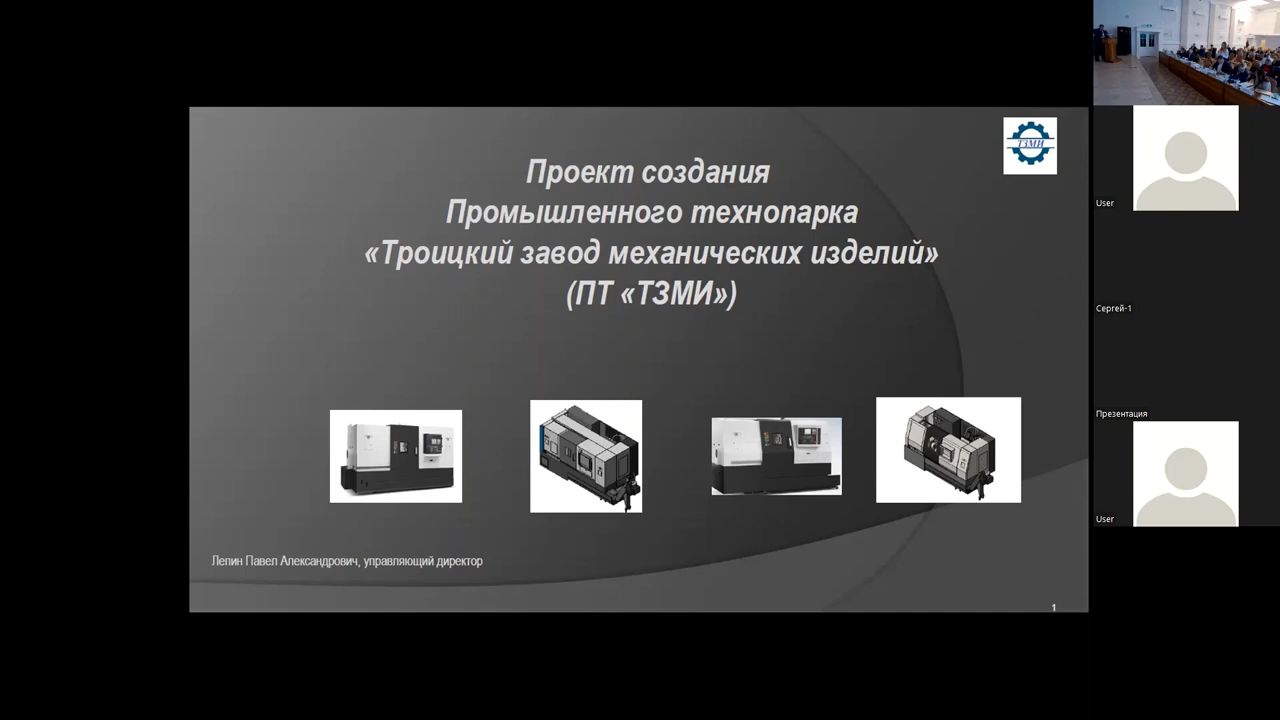 ТЗМИ
Проект создания
Промышленного технопарка
«Троицкий завод механических изделий»
(ПТ «ТЗМИ»)
Лепин Павел Александрович, управляющий директор
1
User
Сергей-1
Презентация
User